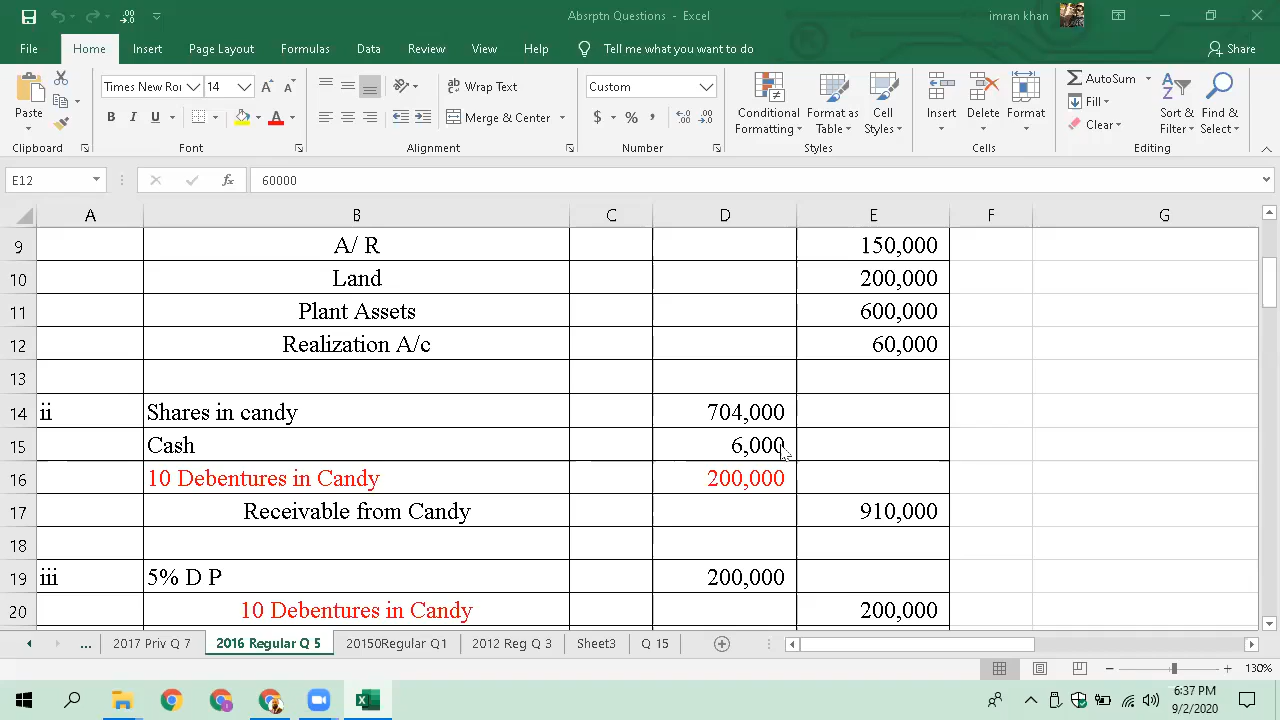 Absrptn Questions - Excel
imran khan
File Home Insert Page Layout Formulas Data Review View Help Tell me what you want to do Share
Times New Roi 14 Wrap Text Custom AutoSum
Paste B I U Merge & Center $ % Conditional Formatting Format as Table Cell Styles Insert Delete Format Fill Clear Sort & Filter Find & Select
Clipboard Font Alignment Number Styles Cells Editing
E12 fx 60000
A B C D E F G
9 A/ R 150,000
10 Land 200,000
11 Plant Assets 600,000
12 Realization A/c 60,000
13
14 ii Shares in candy 704,000
15 Cash 6,000
16 10 Debentures in Candy 200,000
17 Receivable from Candy 910,000
18
19 iii 5% D P 200,000
20 10 Debentures in Candy 200,000
... 2017 Priv Q 7 2016 Regular Q 5 20150Regular Q1 2012 Reg Q 3 Sheet3 Q 15
130%
6:37 PM
9/2/2020